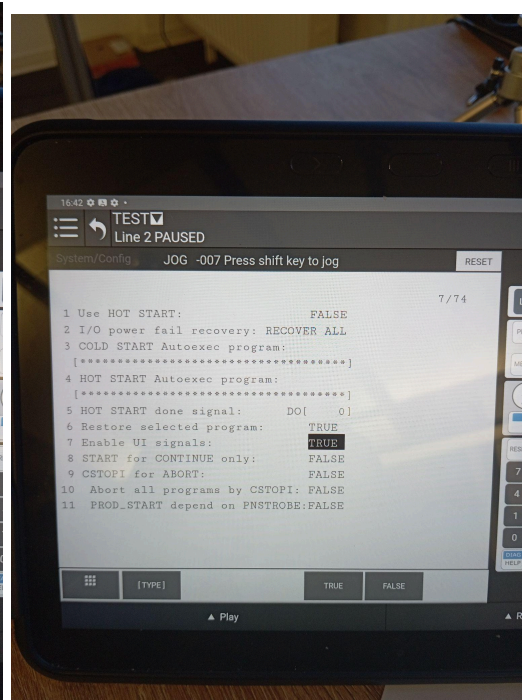 16:42
TEST
Line 2 PAUSED
System/Config JOG -007 Press shift key to jog RESET
7/74
1 Use HOT START: FALSE
2 I/O power fail recovery: RECOVER ALL
3 COLD START Autoexec program:
[************************************]
4 HOT START Autoexec program:
[************************************]
5 HOT START done signal: DO[ 0]
6 Restore selected program: TRUE
7 Enable UI signals: TRUE
8 START for CONTINUE only: FALSE
9 CSTOPI for ABORT: FALSE
10 Abort all programs by CSTOPI: FALSE
11 PROD_START depend on PNSTROBE:FALSE
[TYPE] TRUE FALSE
▲ Play ▲ R
RES
7
4
1
0
DIAG
HELP